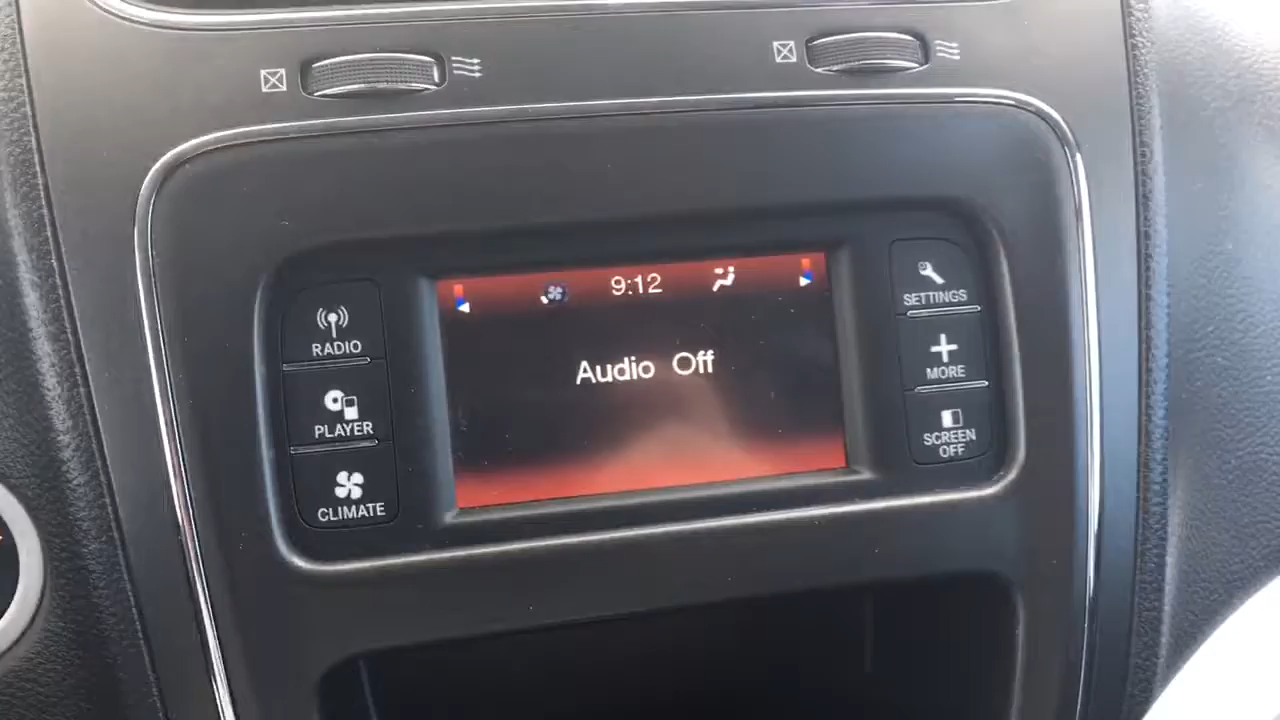 9:12
Audio Off
RADIO
PLAYER
CLIMATE
SETTINGS
MORE
SCREEN
OFF